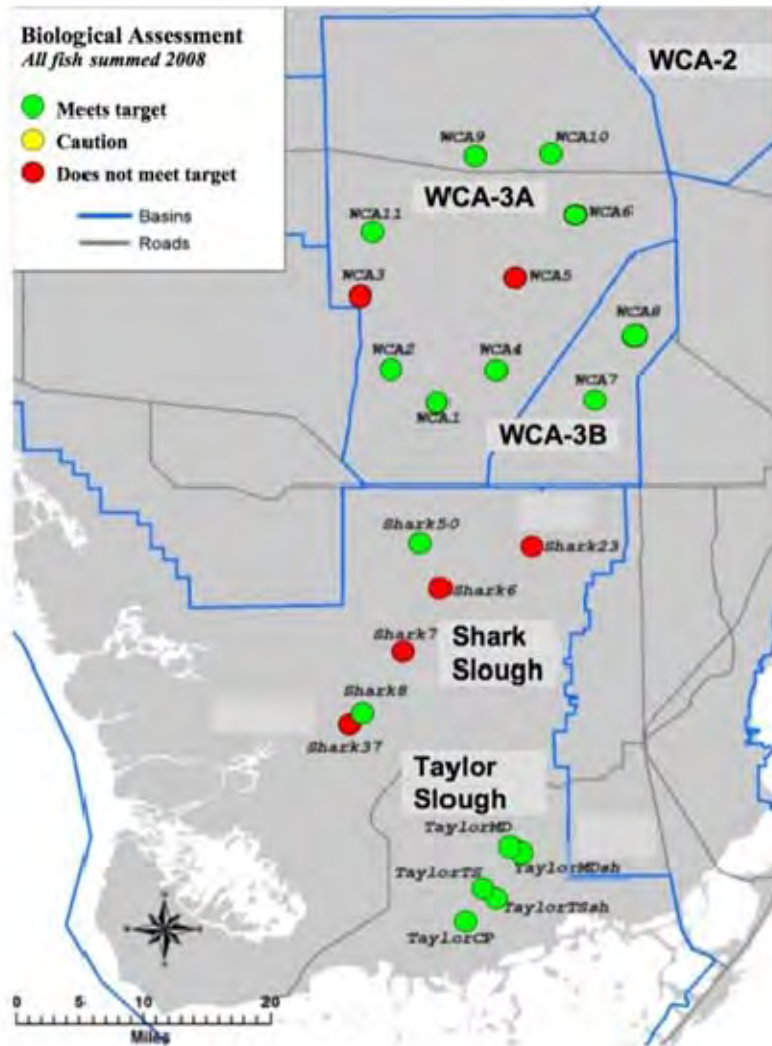 Biological Assessment
All fish summed 2008
Meets target
Caution
Does not meet target
Basins
Roads
WCA-2
WCA9
WCA10
WCA-3A
WCA6
WCA11
WCA3
WCA5
WCA8
WCA2
WCA4
WCA7
WCA1
WCA-3B
Shark50
Shark23
Shark6
Shark7
Shark
Slough
Shark8
Shark37
Taylor
Slough
TaylorMD
TaylorMDsh
TaylorTS
TaylorTSsh
TaylorCP
0 5 10 20
Miles